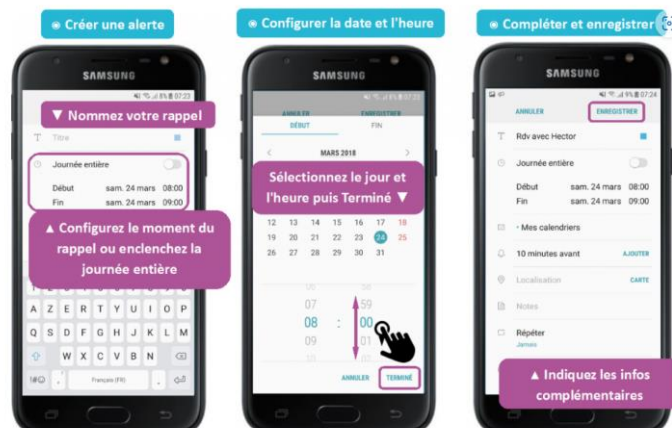 Créer une alerte
SAMSUNG
07:23
▼ Nommez votre rappel
T Titre
Journée entière
Début sam. 24 mars 08:00
Fin sam. 24 mars 09:00
▲ Configurez le moment du
rappel ou enclenchez la
journée entière
A Z E R T Y U I O P
Q S D F G H J K L M
W X C V B N
!#☺ , Français (FR) .
Configurer la date et l'heure
SAMSUNG
ANNULER ENREGISTRER
DÉBUT FIN
< MARS 2018 >
Sélectionnez le jour et
l'heure puis Terminé ▼
12 13 14 15 16 17 18
19 20 21 22 23 24 25
26 27 28 29 30 31
07 59
08 : 00
09 01
ANNULER TERMINÉ
Compléter et enregistrer
SAMSUNG
07:24
ANNULER ENREGISTRER
T Rdv avec Hector
Journée entière
Début sam. 24 mars 08:00
Fin sam. 24 mars 09:00
Mes calendriers
10 minutes avant AJOUTER
Localisation CARTE
Notes
Répéter
Jamais
▲ Indiquez les infos
complémentaires